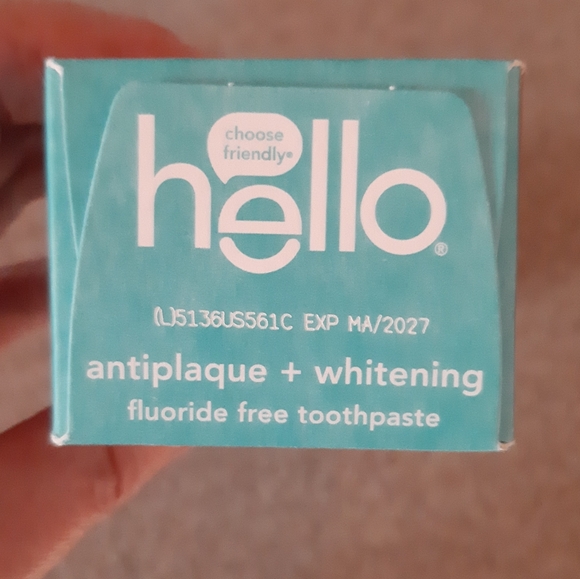 choose
friendly®
hello®
(L)5136US561C EXP MA/2027
antiplaque + whitening
fluoride free toothpaste